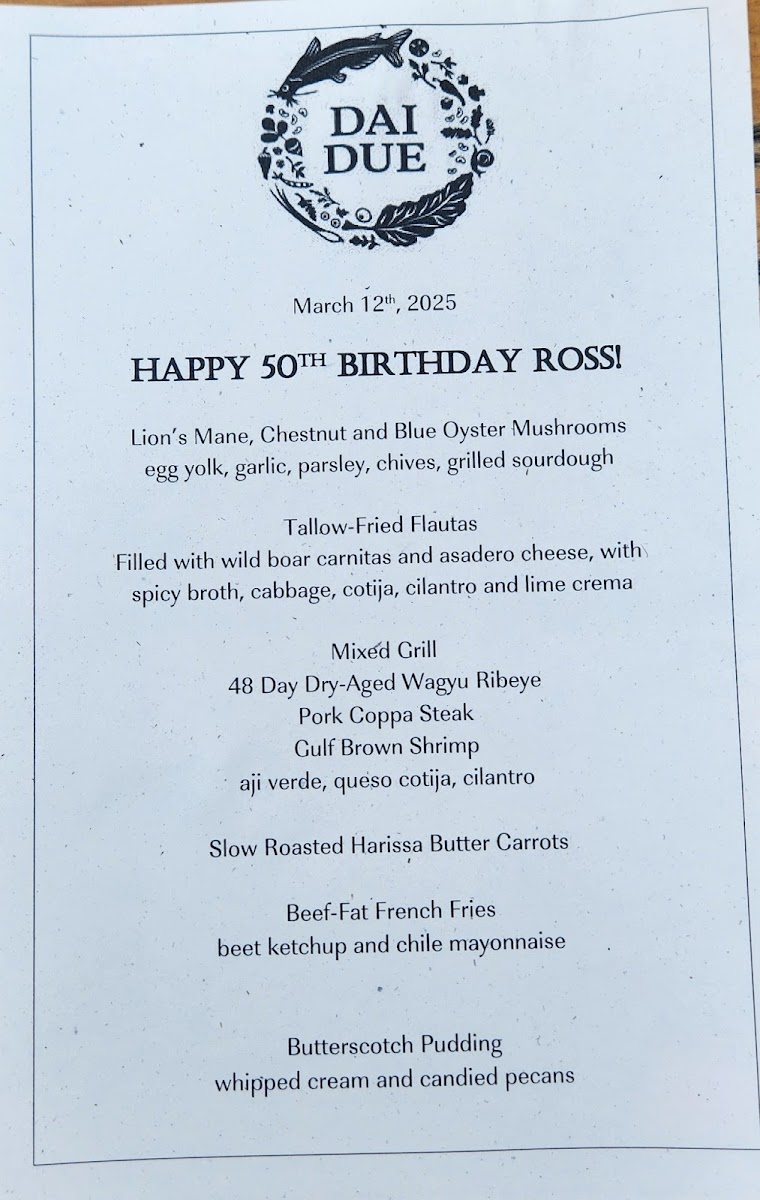 DAI
DUE
March 12th, 2025
HAPPY 50TH BIRTHDAY ROSS!
Lion's Mane, Chestnut and Blue Oyster Mushrooms
egg yolk, garlic, parsley, chives, grilled sourdough
Tallow-Fried Flautas
Filled with wild boar carnitas and asadero cheese, with
spicy broth, cabbage, cotija, cilantro and lime crema
Mixed Grill
48 Day Dry-Aged Wagyu Ribeye
Pork Coppa Steak
Gulf Brown Shrimp
aji verde, queso cotija, cilantro
Slow Roasted Harissa Butter Carrots
Beef-Fat French Fries
beet ketchup and chile mayonnaise
Butterscotch Pudding
whipped cream and candied pecans